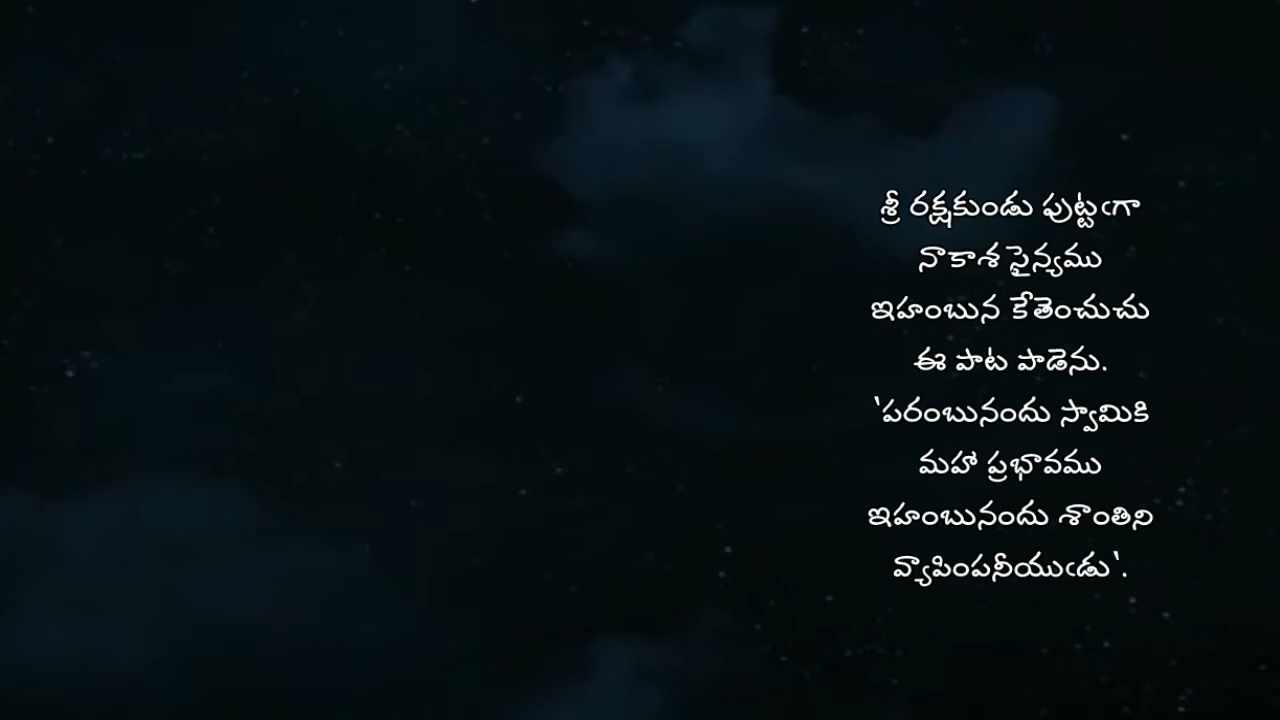 శ్రీ రక్షకుండు పుట్టఁగా
నాకాశ సైన్యము
ఇహంబున కేతెంచుచు
ఈ పాట పాడెను.
'పరంబునందు స్వామికి
మహా ప్రభావము
ఇహంబునందు శాంతిని
వ్యాపింపనీయుఁడు'.